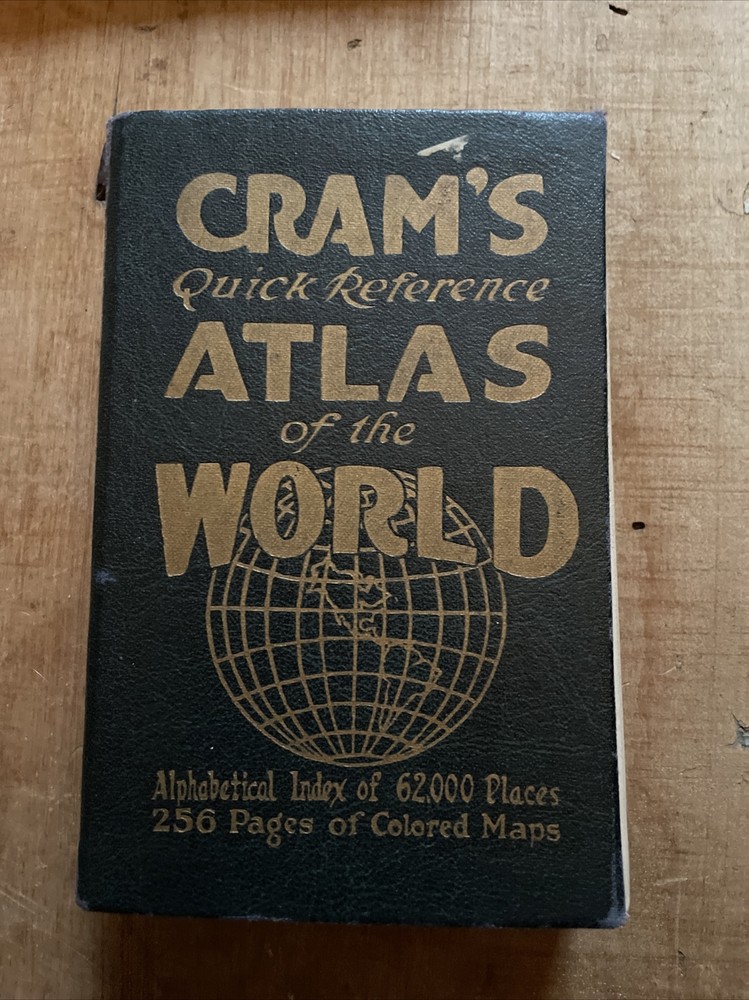 CRAM'S
Quick Reference
ATLAS
of the
WORLD
Alphabetical Index of 62,000 Places
256 Pages of Colored Maps